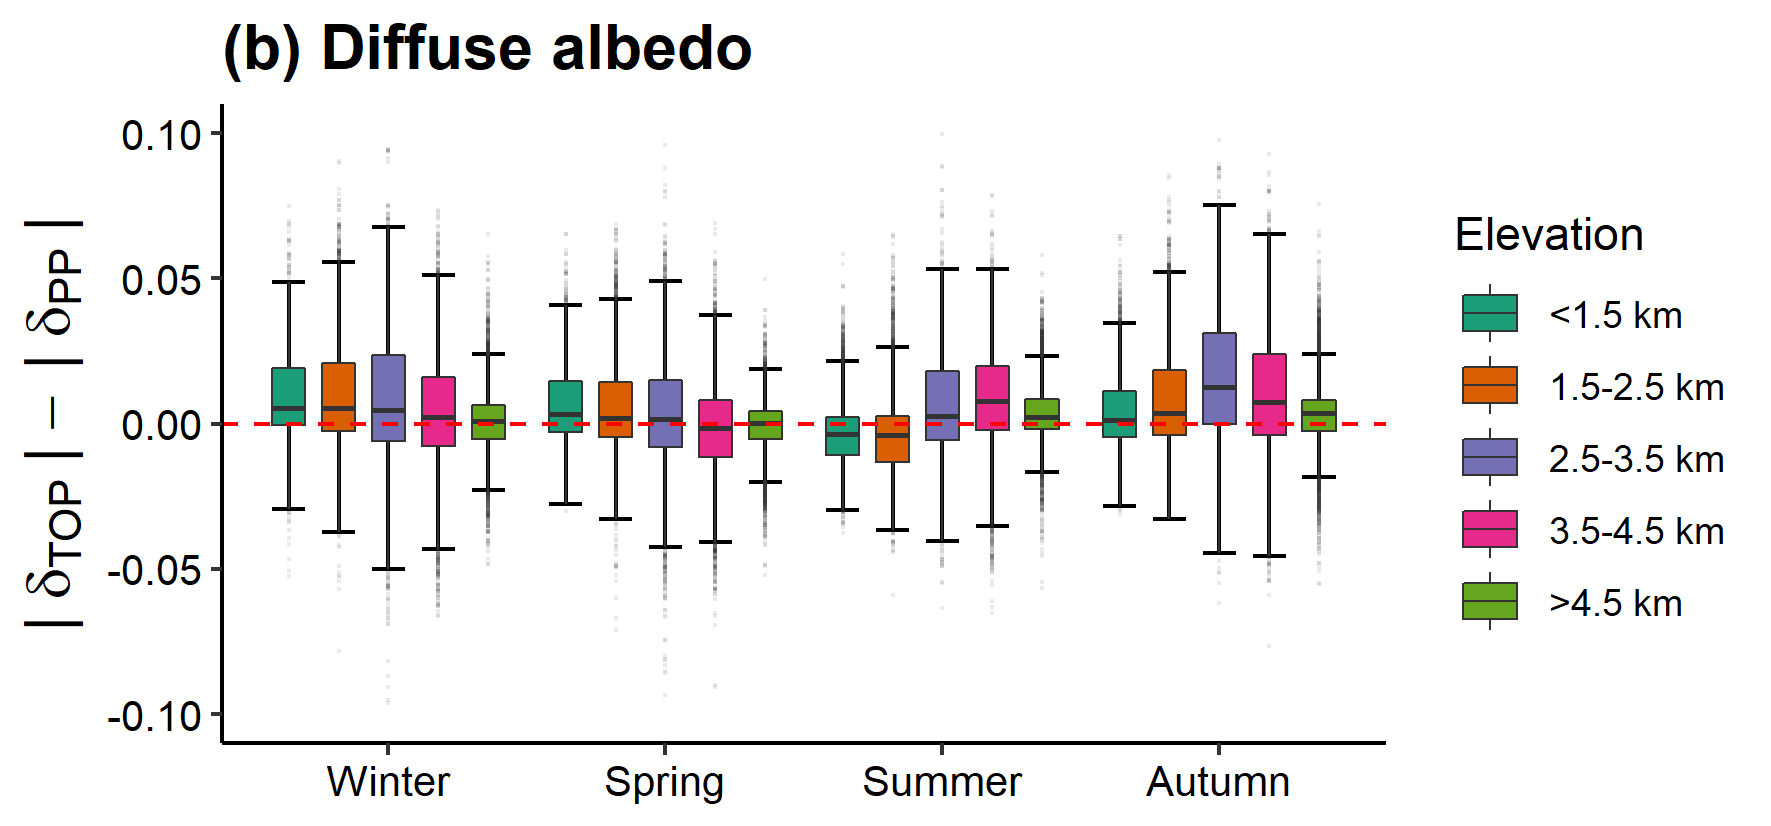 (b) Diffuse albedo
| δTOP | − | δPP |
0.10
0.05
0.00
-0.05
-0.10
Winter
Spring
Summer
Autumn
Elevation
<1.5 km
1.5-2.5 km
2.5-3.5 km
3.5-4.5 km
>4.5 km